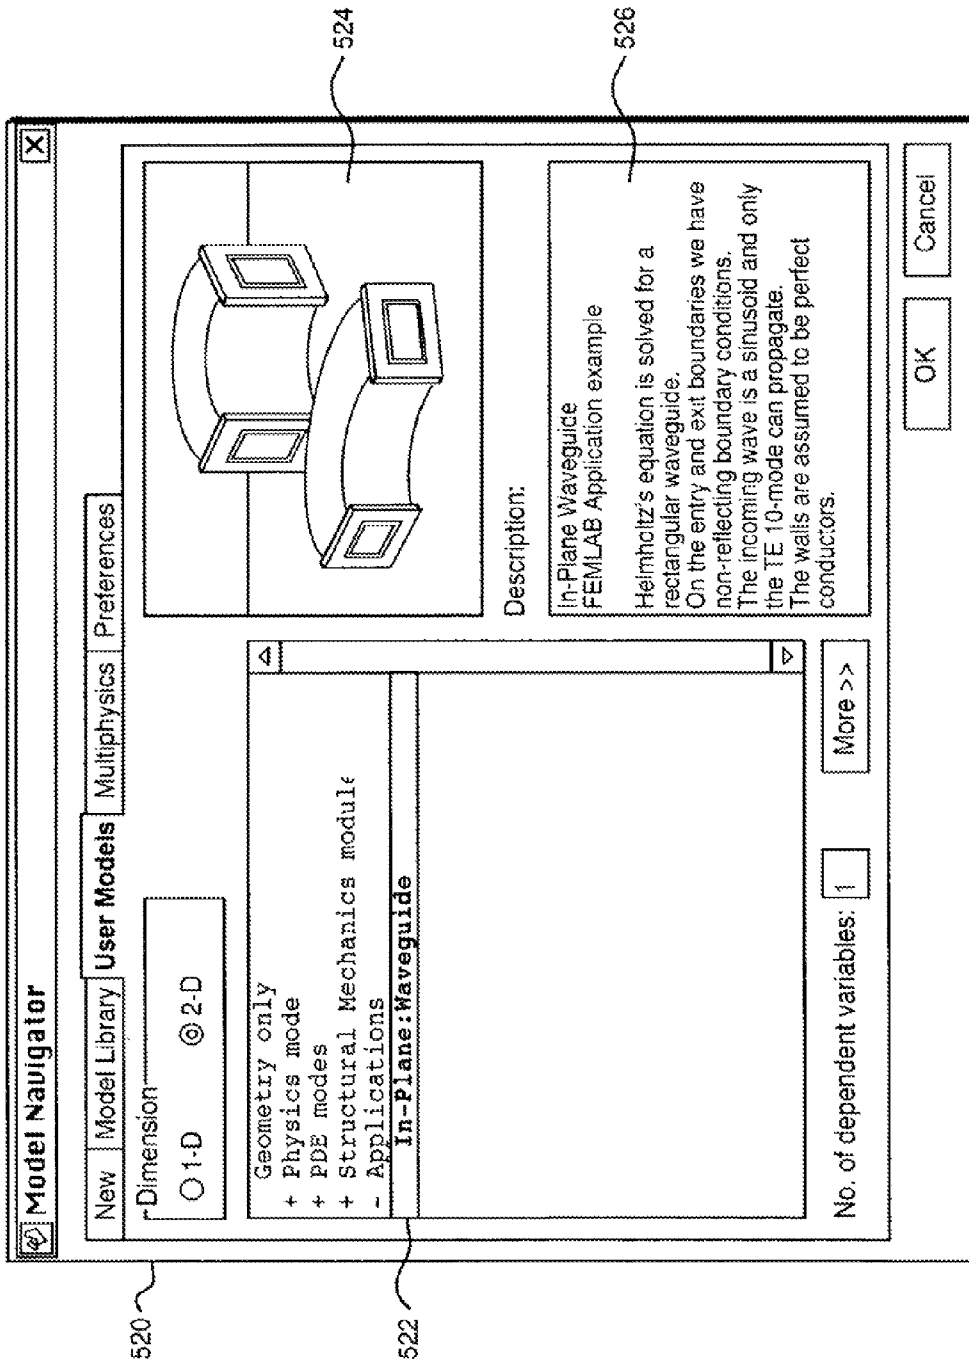 Model Navigator
New
Model Library
User Models
Multiphysics
Preferences
Dimension
1-D
2-D
Geometry only
+ Physics mode
+ PDE modes
+ Structural Mechanics module
- Applications
In-Plane:Waveguide
No. of dependent variables: 1
More >>
Description:
In-Plane Waveguide
FEMLAB Application example
Helmholtz's equation is solved for a
rectangular waveguide.
On the entry and exit boundaries we have
non-reflecting boundary conditions.
The incoming wave is a sinusoid and only
the TE 10-mode can propagate.
The walls are assumed to be perfect
conductors.
OK
Cancel
520
522
524
526